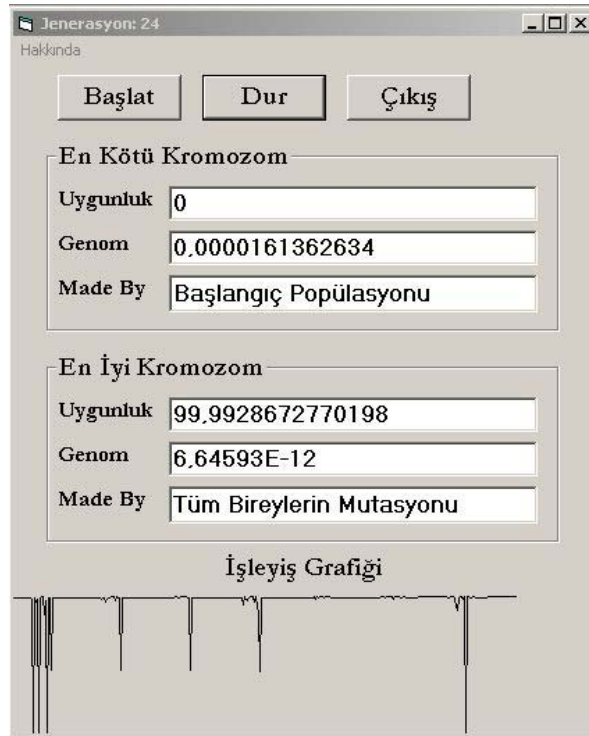 Jenerasyon: 24
Hakkında
Başlat Dur Çıkış
En Kötü Kromozom
Uygunluk 0
Genom 0,0000161362634
Made By Başlangıç Popülasyonu
En İyi Kromozom
Uygunluk 99,9928672770198
Genom 6,64593E-12
Made By Tüm Bireylerin Mutasyonu
İşleyiş Grafiği